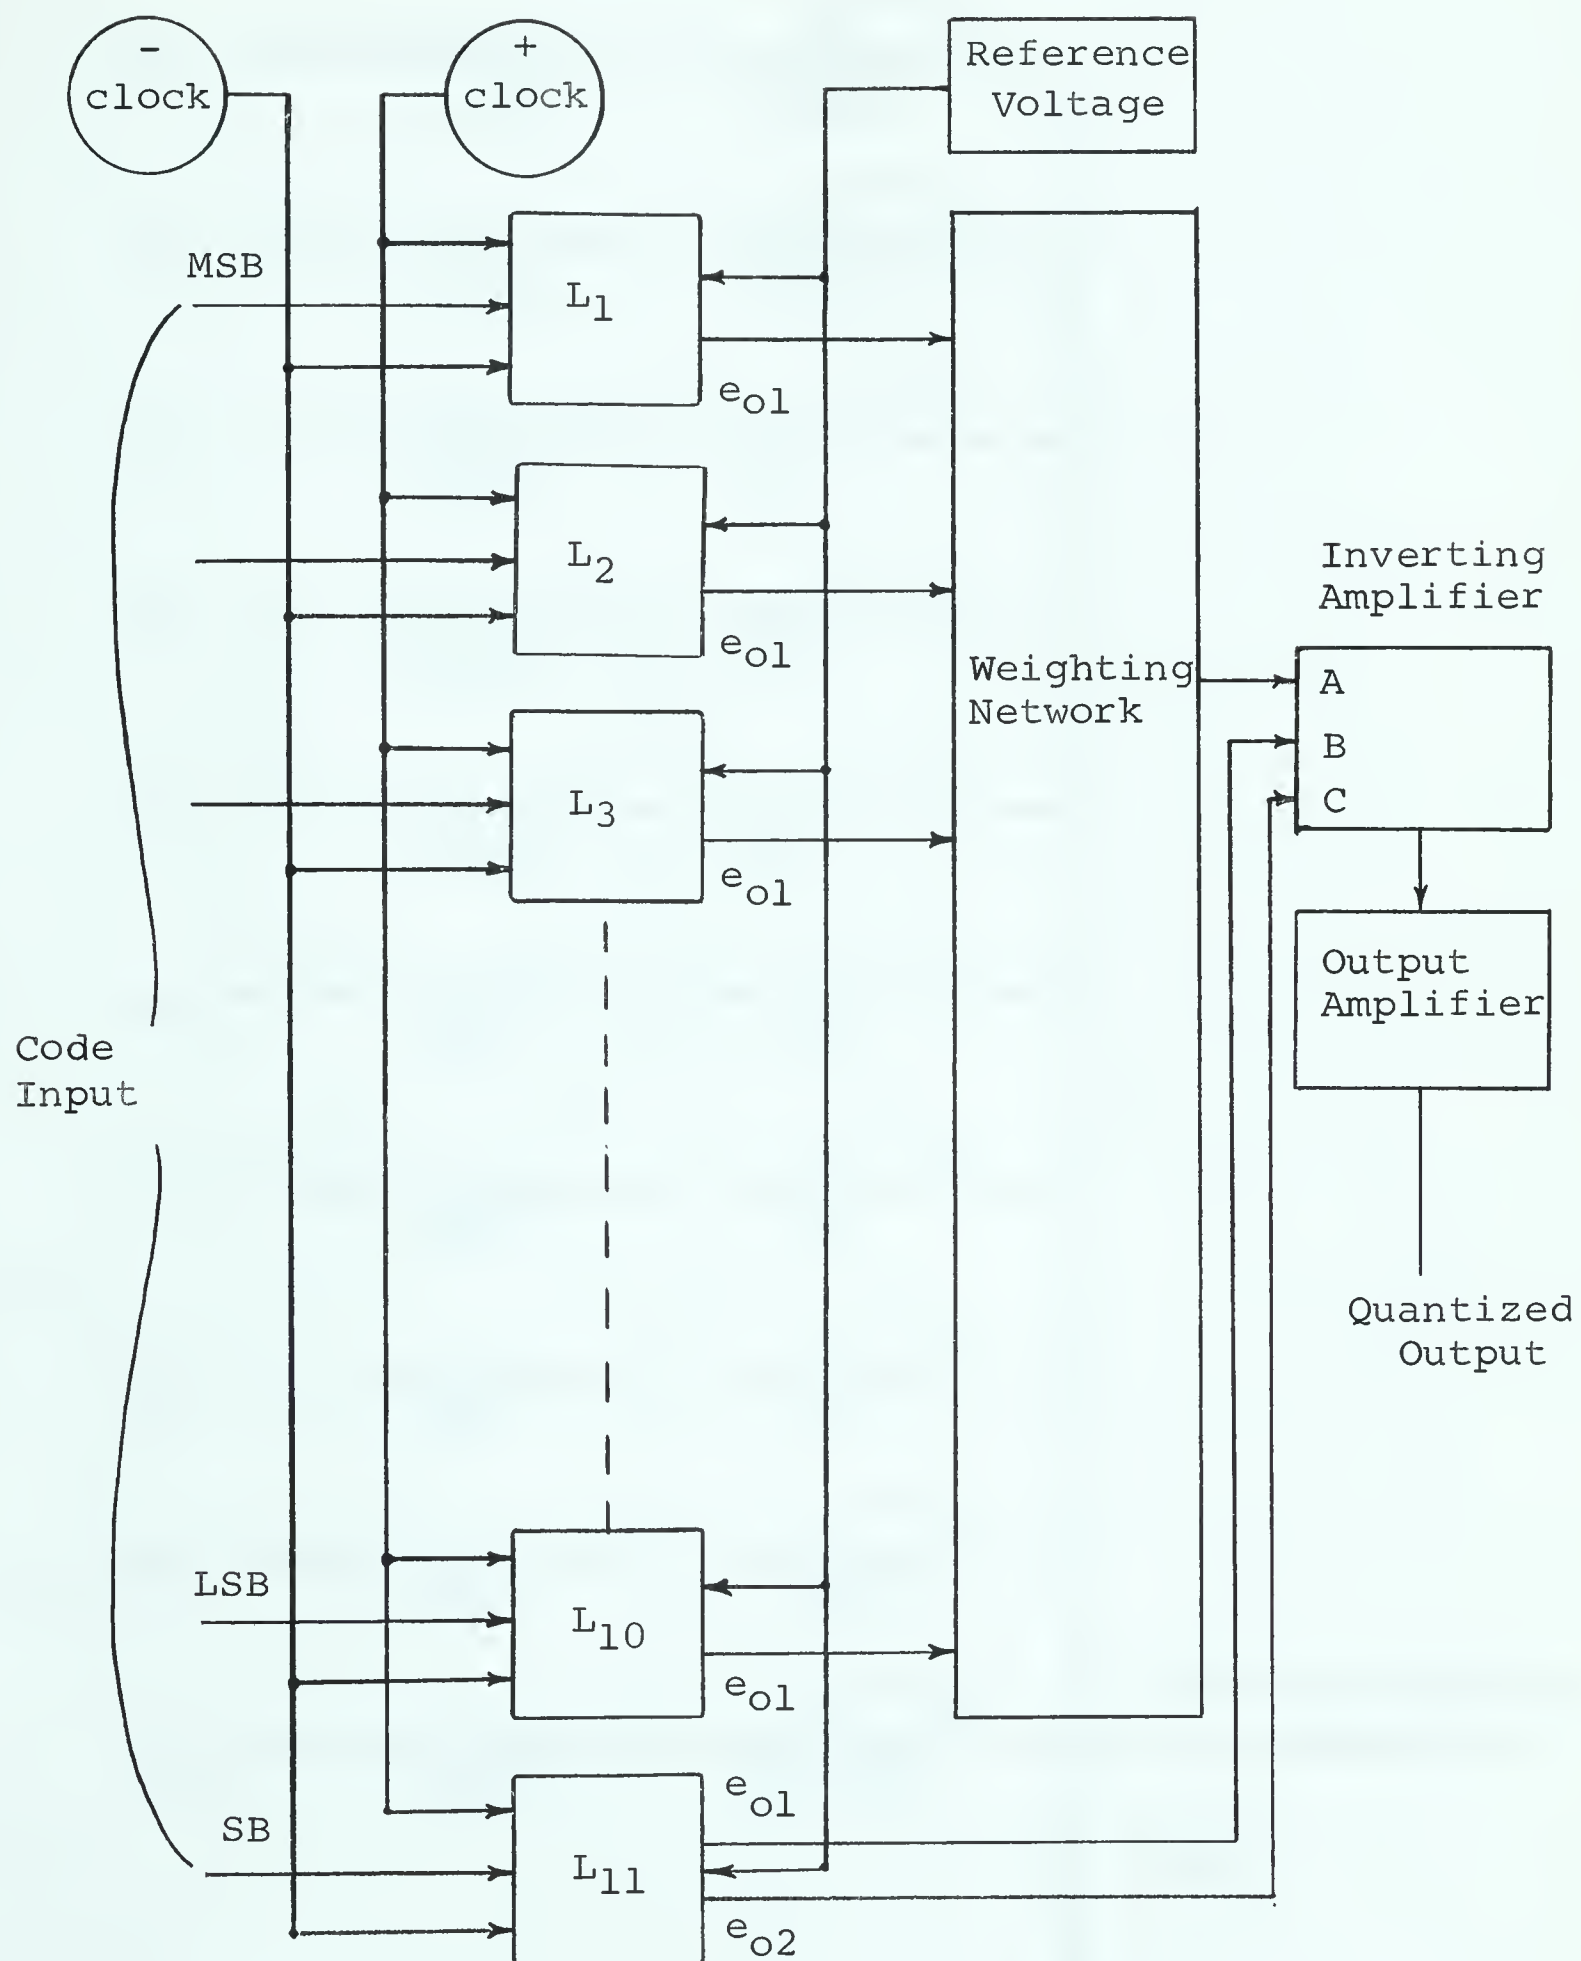 -
clock
+
clock
Reference
Voltage
MSB
L1
eo1
L2
eo1
Inverting
Amplifier
Weighting
Network
A
B
C
L3
eo1
Output
Amplifier
Code
Input
Quantized
Output
LSB
L10
eo1
eo1
SB
L11
eo2